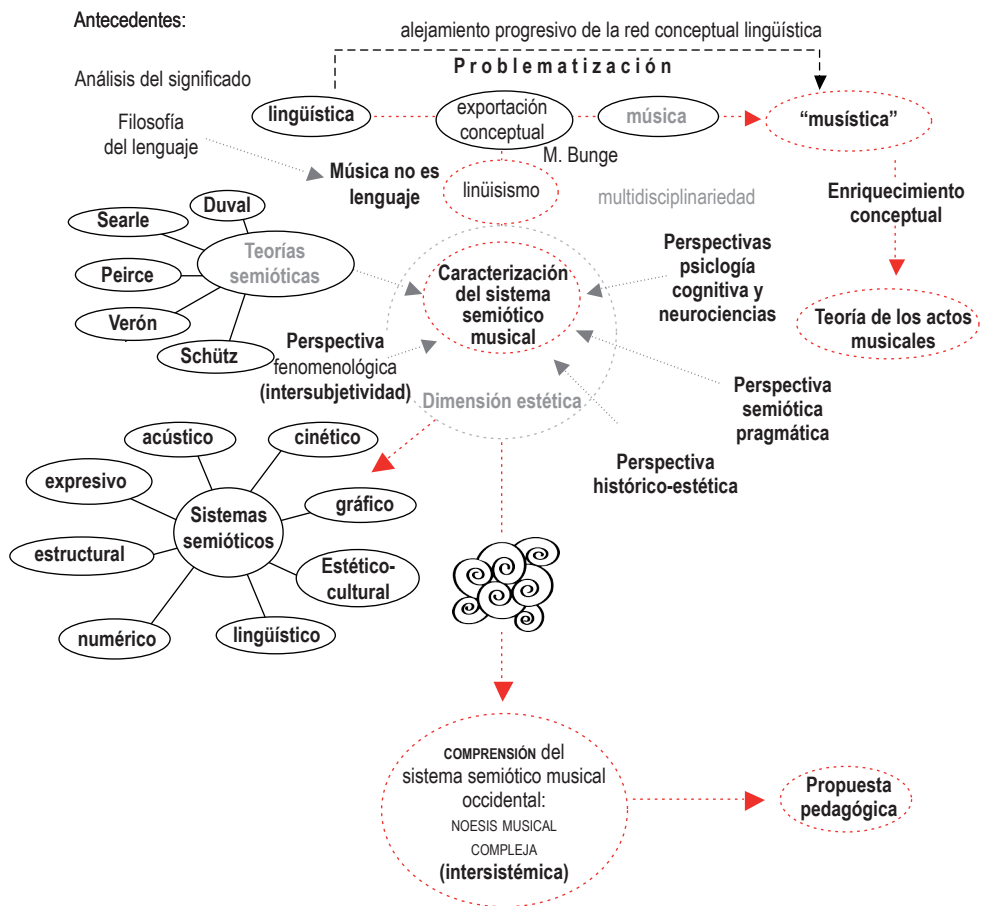 Antecedentes:
alejamiento progresivo de la red conceptual lingüística
Problematización
Análisis del significado
lingüística
exportación
conceptual
música
“musística”
Filosofía
del lenguaje
M. Bunge
Música no es
lenguaje
linüisismo
multidisciplinariedad
Enriquecimiento
conceptual
Duval
Searle
Teorías
semióticas
Peirce
Verón
Schütz
Caracterización
del sistema
semiótico
musical
Perspectivas
psiclogía
cognitiva y
neurociencias
Teoría de los actos
musicales
Perspectiva
fenomenológica
(intersubjetividad)
Dimensión estética
Perspectiva
semiótica
pragmática
Perspectiva
histórico-estética
acústico
cinético
expresivo
gráfico
Sistemas
semióticos
estructural
Estético-
cultural
numérico
lingüístico
COMPRENSIÓN del
sistema semiótico musical
occidental:
NOESIS MUSICAL
COMPLEJA
(intersistémica)
Propuesta
pedagógica